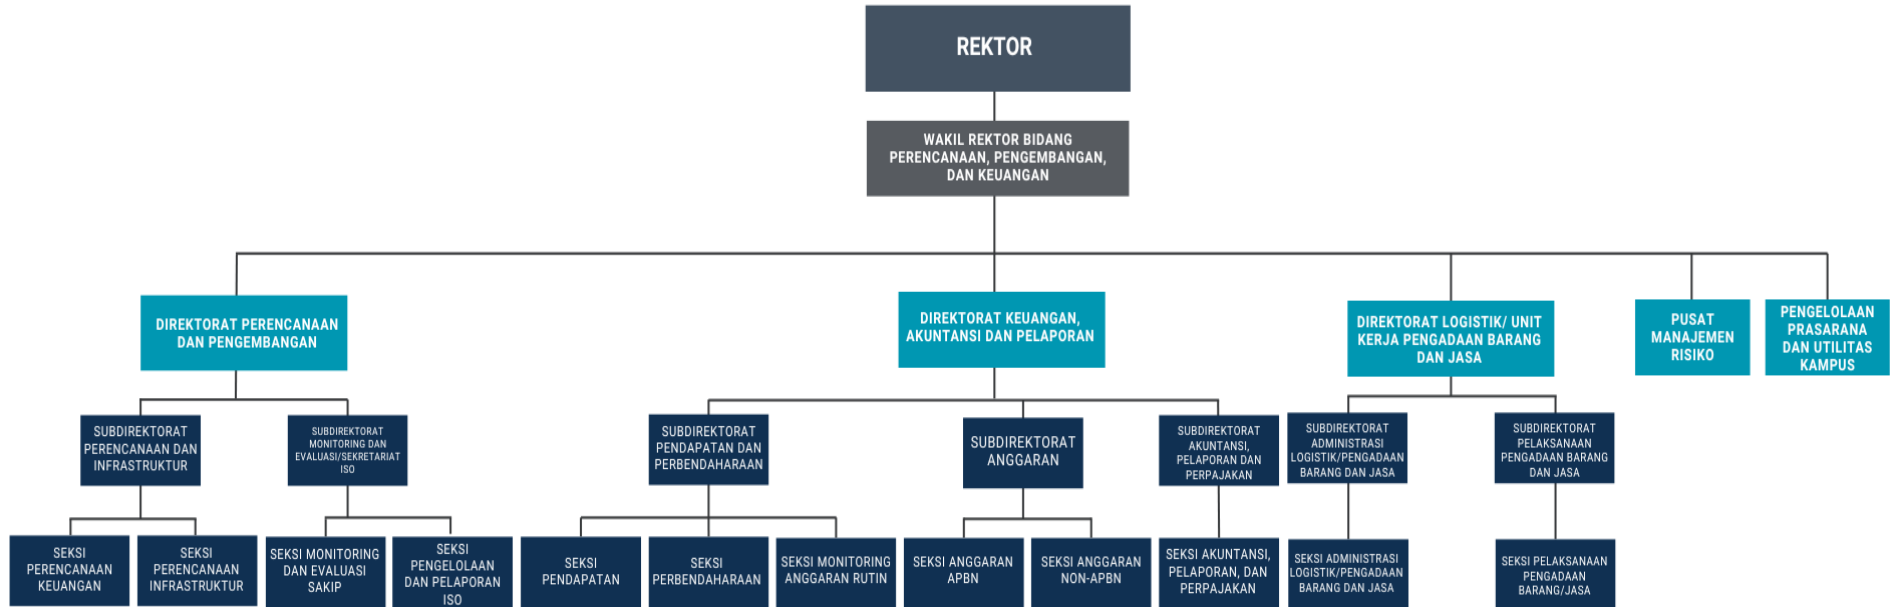 REKTOR
WAKIL REKTOR BIDANG
PERENCANAAN, PENGEMBANGAN,
DAN KEUANGAN
DIREKTORAT PERENCANAAN
DAN PENGEMBANGAN
DIREKTORAT KEUANGAN,
AKUNTANSI DAN PELAPORAN
DIREKTORAT LOGISTIK/ UNIT
KERJA PENGADAAN BARANG
DAN JASA
PUSAT
MANAJEMEN
RISIKO
PENGELOLAAN
PRASARANA
DAN UTILITAS
KAMPUS
SUBDIREKTORAT
PERENCANAAN DAN
INFRASTRUKTUR
SUBDIREKTORAT
MONITORING DAN
EVALUASI/SEKRETARIAT
ISO
SUBDIREKTORAT
PENDAPATAN DAN
PERBENDAHARAAN
SUBDIREKTORAT
ANGGARAN
SUBDIREKTORAT
AKUNTANSI,
PELAPORAN DAN
PERPAJAKAN
SUBDIREKTORAT
ADMINISTRASI
LOGISTIK/PENGADAAN
BARANG DAN JASA
SUBDIREKTORAT
PELAKSANAAN
PENGADAAN BARANG
DAN JASA
SEKSI
PERENCANAAN
KEUANGAN
SEKSI
PERENCANAAN
INFRASTRUKTUR
SEKSI MONITORING
DAN EVALUASI
SAKIP
SEKSI
PENGELOLAAN
DAN PELAPORAN
ISO
SEKSI
PENDAPATAN
SEKSI
PERBENDAHARAAN
SEKSI MONITORING
ANGGARAN RUTIN
SEKSI ANGGARAN
APBN
SEKSI ANGGARAN
NON-APBN
SEKSI AKUNTANSI,
PELAPORAN, DAN
PERPAJAKAN
SEKSI ADMINISTRASI
LOGISTIK/PENGADAAN
BARANG DAN JASA
SEKSI PELAKSANAAN
PENGADAAN
BARANG/JASA